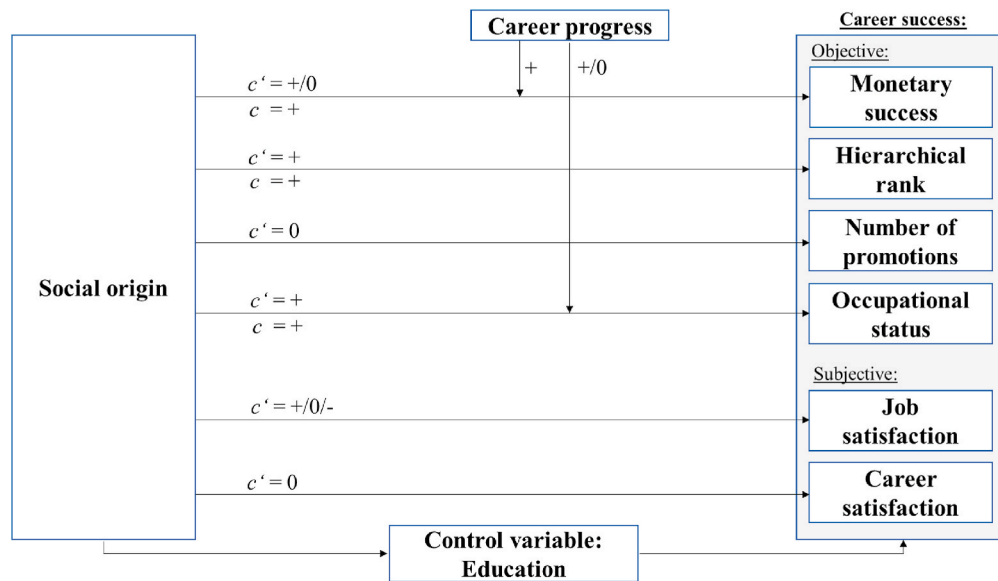 Career progress
Career success:
Social origin
+
+/0
Objective:
Monetary
success
c‘ = +/0
c = +
Hierarchical
rank
c‘ = +
c = +
Number of
promotions
c‘ = 0
Occupational
status
c‘ = +
c = +
Subjective:
Job
satisfaction
c‘ = +/0/-
Career
satisfaction
c‘ = 0
Control variable:
Education